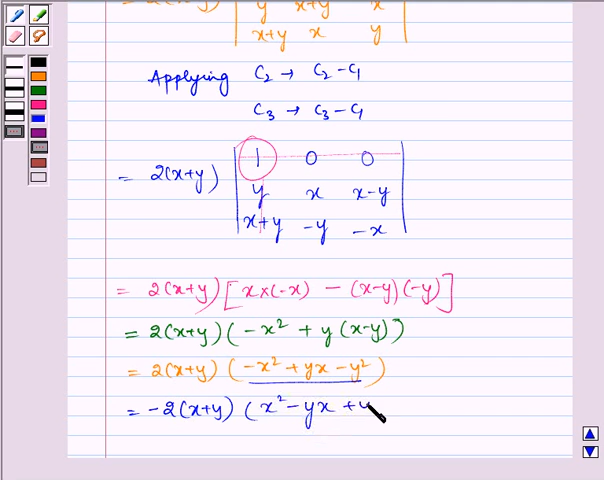 = 2(x+y) | y x+y x
x+y x y |
Applying C₂ → C₂-C₁
C₃ → C₃-C₁
= 2(x+y) | 1 0 0
y x x-y
x+y -y -x |
= 2(x+y) [x×(-x) - (x-y)(-y)]
= 2(x+y) (-x² + y(x-y))
= 2(x+y) (-x² + yx - y²)
= -2(x+y) (x² - yx + y